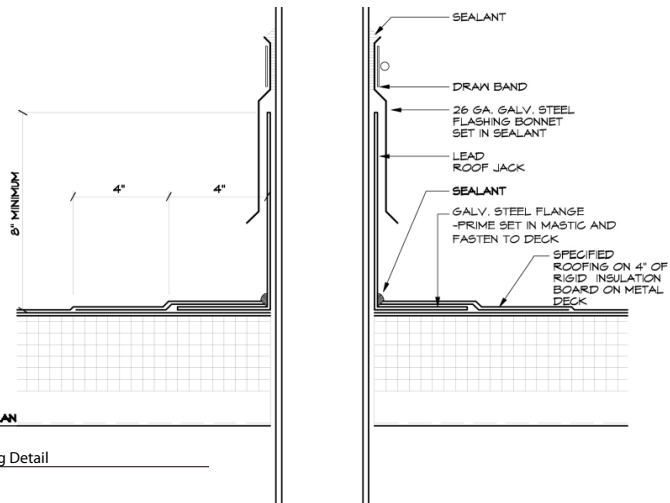 SEALANT
DRAW BAND
26 GA. GALV. STEEL
FLASHING BONNET
SET IN SEALANT
LEAD
ROOF JACK
SEALANT
GALV. STEEL FLANGE
-PRIME SET IN MASTIC AND
FASTEN TO DECK
SPECIFIED
ROOFING ON 4" OF
RIGID INSULATION
BOARD ON METAL
DECK
4" 4"
8" MINIMUM
LAN
g Detail